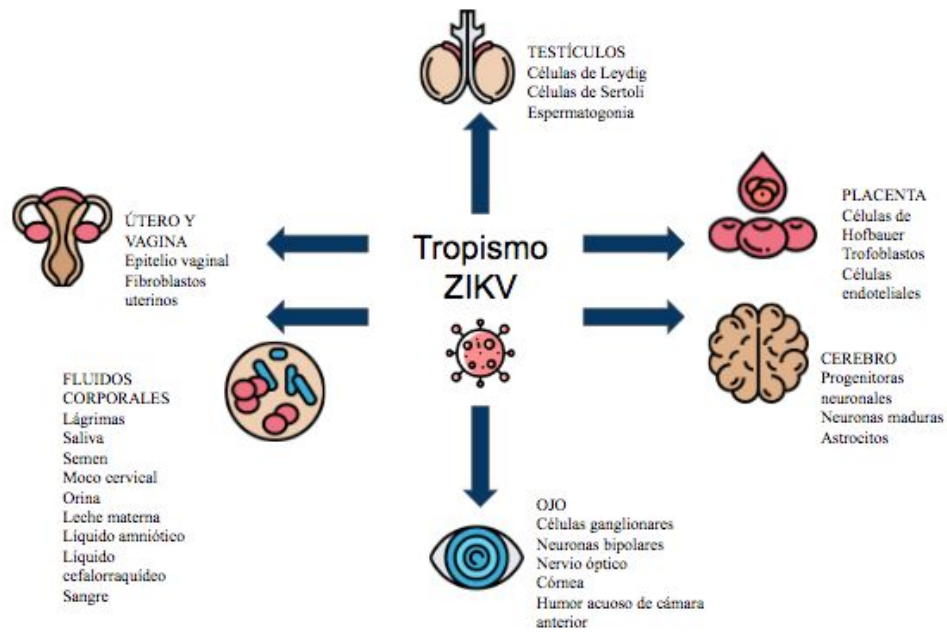 TESTÍCULOS
Células de Leydig
Células de Sertoli
Espermatogonia
ÚTERO Y
VAGINA
Epitelio vaginal
Fibroblastos
uterinos
Tropismo
ZIKV
PLACENTA
Células de
Hofbauer
Trofoblastos
Células
endoteliales
FLUIDOS
CORPORALES
Lágrimas
Saliva
Semen
Moco cervical
Orina
Leche materna
Líquido amniótico
Líquido
cefalorraquídeo
Sangre
CEREBRO
Progenitoras
neuronales
Neuronas maduras
Astrocitos
OJO
Células ganglionares
Neuronas bipolares
Nervio óptico
Córnea
Humor acuoso de cámara
anterior